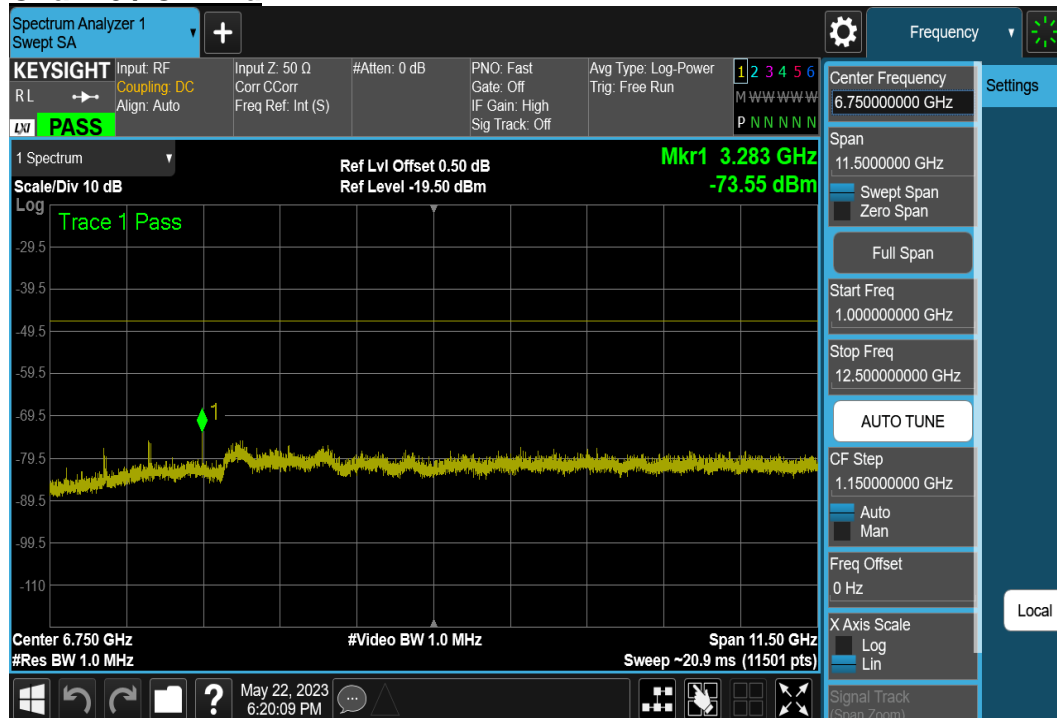 Spectrum Analyzer 1
Swept SA
+
Frequency
KEYSIGHT
RL
LXI PASS
Input: RF
Coupling: DC
Align: Auto
Input Z: 50 Ω
Corr CCorr
Freq Ref: Int (S)
#Atten: 0 dB
PNO: Fast
Gate: Off
IF Gain: High
Sig Track: Off
Avg Type: Log-Power
Trig: Free Run
1 2 3 4 5 6
M W W W W W
P N N N N N
1 Spectrum
Scale/Div 10 dB
Ref Lvl Offset 0.50 dB
Ref Level -19.50 dBm
Mkr1 3.283 GHz
-73.55 dBm
Log
Trace 1 Pass
-29.5
-39.5
-49.5
-59.5
-69.5
1
-79.5
-89.5
-99.5
-110
Center 6.750 GHz
#Res BW 1.0 MHz
#Video BW 1.0 MHz
Span 11.50 GHz
Sweep ~20.9 ms (11501 pts)
?
May 22, 2023
6:20:09 PM
Center Frequency
6.750000000 GHz
Span
11.5000000 GHz
Swept Span
Zero Span
Full Span
Start Freq
1.000000000 GHz
Stop Freq
12.500000000 GHz
AUTO TUNE
CF Step
1.150000000 GHz
Auto
Man
Freq Offset
0 Hz
X Axis Scale
Log
Lin
Signal Track
(Span Zoom)
Settings
Local